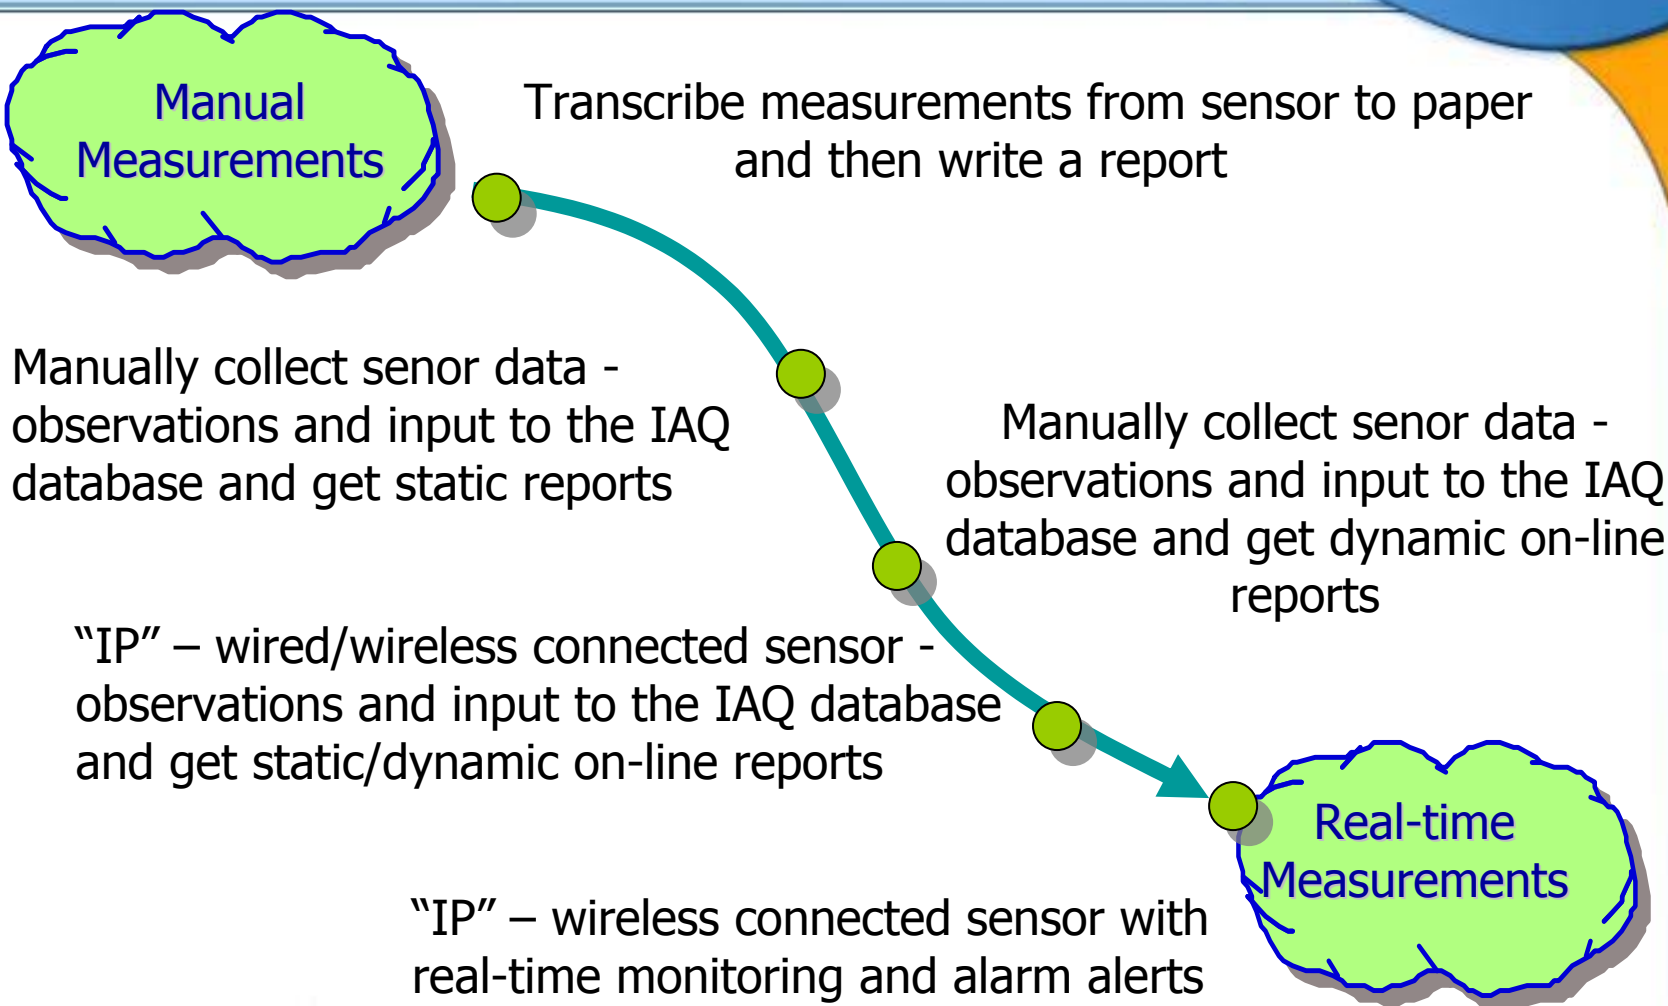 Manual
Measurements
Transcribe measurements from sensor to paper
and then write a report
Manually collect senor data -
observations and input to the IAQ
database and get static reports
Manually collect senor data -
observations and input to the IAQ
database and get dynamic on-line
reports
“IP” – wired/wireless connected sensor -
observations and input to the IAQ database
and get static/dynamic on-line reports
Real-time
Measurements
“IP” – wireless connected sensor with
real-time monitoring and alarm alerts